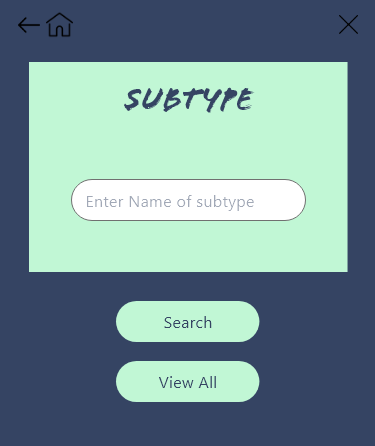 SUBTYPE
Enter Name of subtype
Search
View All